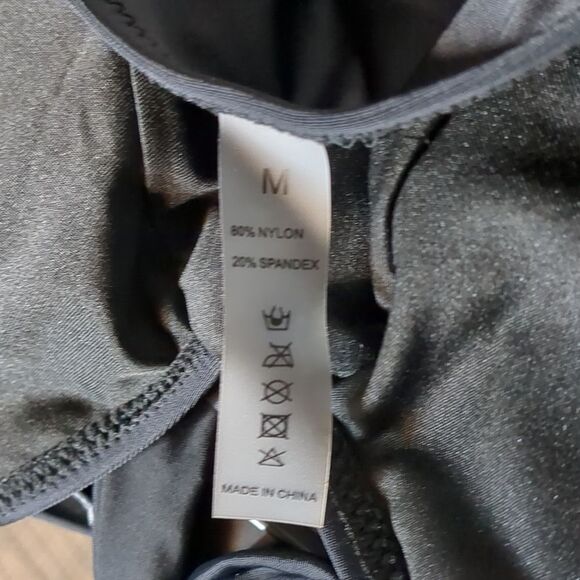 M
80% NYLON
20% SPANDEX
MADE IN CHINA